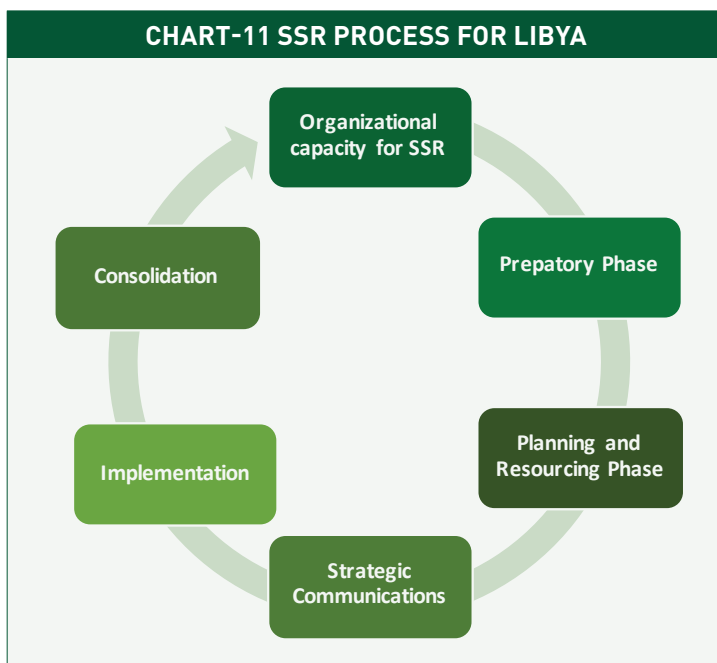 CHART-11 SSR PROCESS FOR LIBYA
Organizational
capacity for SSR
Prepatory Phase
Planning and
Resourcing Phase
Strategic
Communications
Implementation
Consolidation